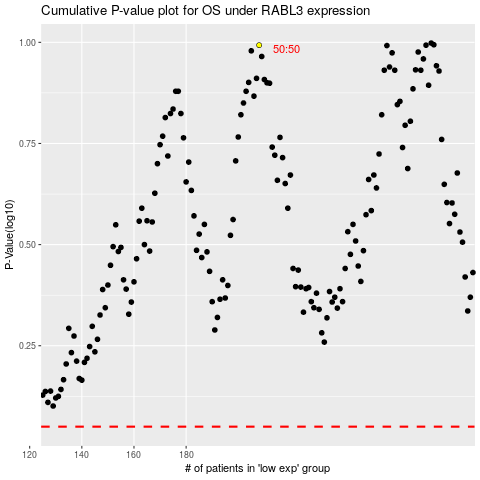 Cumulative P-value plot for OS under RABL3 expression
1.00
50:50
0.75
0.50
0.25
P-Value(log10)
120 140 160 180
# of patients in 'low exp' group